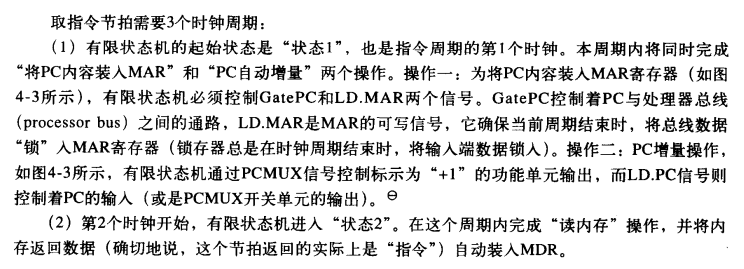 取指令节拍需要3个时钟周期：
（1）有限状态机的起始状态是“状态1”，也是指令周期的第1个时钟。本周期内将同时完成
“将PC内容装入MAR”和“PC自动增量”两个操作。操作一：为将PC内容装入MAR寄存器（如图
4-3所示），有限状态机必须控制GatePC和LD.MAR两个信号。GatePC控制着PC与处理器总线
（processor bus）之间的通路，LD.MAR是MAR的可写信号，它确保当前周期结束时，将总线数据
“锁”入MAR寄存器（锁存器总是在时钟周期结束时，将输入端数据锁入）。操作二：PC增量操作，
如图4-3所示，有限状态机通过PCMUX信号控制标示为“+1”的功能单元输出，而LD.PC信号则
控制着PC的输入（或是PCMUX开关单元的输出）。㊀
（2）第2个时钟开始，有限状态机进入“状态2”。在这个周期内完成“读内存”操作，并将内
存返回数据（确切地说，这个节拍返回的实际上是“指令”）自动装入MDR。